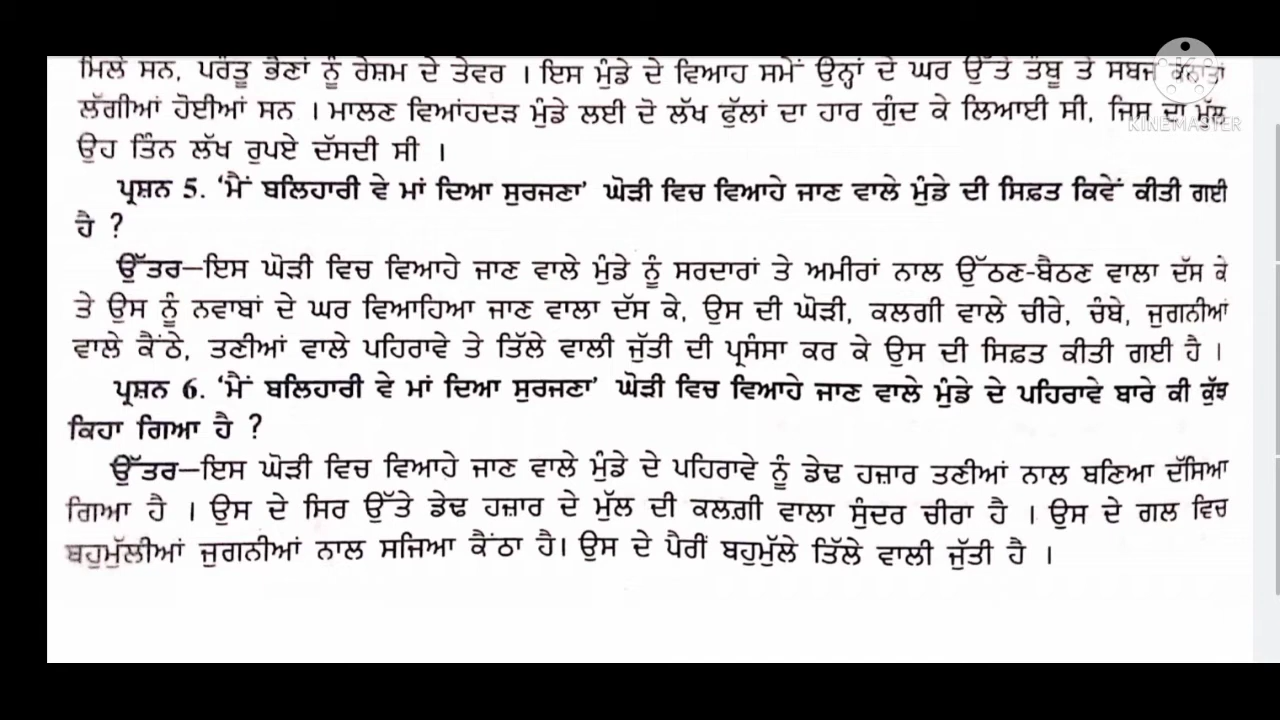 ਮਿਲੇ ਸਨ, ਪਰੰਤੂ ਭੈਣਾਂ ਨੂੰ ਰੇਸ਼ਮ ਦੇ ਤੇਵਰ । ਇਸ ਮੁੰਡੇ ਦੇ ਵਿਆਹ ਸਮੇਂ ਉਨ੍ਹਾਂ ਦੇ ਘਰ ਉੱਤੇ ਤੰਬੂ ਤੇ ਸਬਜ ਕਨਾਤਾਂ
ਲੱਗੀਆਂ ਹੋਈਆਂ ਸਨ । ਮਾਲਣ ਵਿਆਂਹਦੜ ਮੁੰਡੇ ਲਈ ਦੋ ਲੱਖ ਫੁੱਲਾਂ ਦਾ ਹਾਰ ਗੁੰਦ ਕੇ ਲਿਆਈ ਸੀ, ਜਿਸ ਦਾ ਮੁੱਲ
KINEMASTER
ਉਹ ਤਿੰਨ ਲੱਖ ਰੁਪਏ ਦੱਸਦੀ ਸੀ ।
ਪ੍ਰਸ਼ਨ 5. ‘ਮੈਂ ਬਲਿਹਾਰੀ ਵੇ ਮਾਂ ਦਿਆ ਸੁਰਜਣਾ’ ਘੋੜੀ ਵਿਚ ਵਿਆਹੇ ਜਾਣ ਵਾਲੇ ਮੁੰਡੇ ਦੀ ਸਿਫ਼ਤ ਕਿਵੇਂ ਕੀਤੀ ਗਈ
ਹੈ ?
ਉੱਤਰ—ਇਸ ਘੋੜੀ ਵਿਚ ਵਿਆਹੇ ਜਾਣ ਵਾਲੇ ਮੁੰਡੇ ਨੂੰ ਸਰਦਾਰਾਂ ਤੇ ਅਮੀਰਾਂ ਨਾਲ ਉੱਠਣ-ਬੈਠਣ ਵਾਲਾ ਦੱਸ ਕੇ
ਤੇ ਉਸ ਨੂੰ ਨਵਾਬਾਂ ਦੇ ਘਰ ਵਿਆਹਿਆ ਜਾਣ ਵਾਲਾ ਦੱਸ ਕੇ, ਉਸ ਦੀ ਘੋੜੀ, ਕਲਗੀ ਵਾਲੇ ਚੀਰੇ, ਚੰਬੇ, ਜੁਗਨੀਆਂ
ਵਾਲੇ ਕੈਂਠੇ, ਤਣੀਆਂ ਵਾਲੇ ਪਹਿਰਾਵੇ ਤੇ ਤਿੱਲੇ ਵਾਲੀ ਜੁੱਤੀ ਦੀ ਪ੍ਰਸੰਸਾ ਕਰ ਕੇ ਉਸ ਦੀ ਸਿਫ਼ਤ ਕੀਤੀ ਗਈ ਹੈ ।
ਪ੍ਰਸ਼ਨ 6. ‘ਮੈਂ ਬਲਿਹਾਰੀ ਵੇ ਮਾਂ ਦਿਆ ਸੁਰਜਣਾ’ ਘੋੜੀ ਵਿਚ ਵਿਆਹੇ ਜਾਣ ਵਾਲੇ ਮੁੰਡੇ ਦੇ ਪਹਿਰਾਵੇ ਬਾਰੇ ਕੀ ਕੁੱਝ
ਕਿਹਾ ਗਿਆ ਹੈ ?
ਉੱਤਰ—ਇਸ ਘੋੜੀ ਵਿਚ ਵਿਆਹੇ ਜਾਣ ਵਾਲੇ ਮੁੰਡੇ ਦੇ ਪਹਿਰਾਵੇ ਨੂੰ ਡੇਢ ਹਜ਼ਾਰ ਤਣੀਆਂ ਨਾਲ ਬਣਿਆ ਦੱਸਿਆ
ਗਿਆ ਹੈ । ਉਸ ਦੇ ਸਿਰ ਉੱਤੇ ਡੇਢ ਹਜ਼ਾਰ ਦੇ ਮੁੱਲ ਦੀ ਕਲਗ਼ੀ ਵਾਲਾ ਸੁੰਦਰ ਚੀਰਾ ਹੈ । ਉਸ ਦੇ ਗਲ ਵਿਚ
ਬਹੁਮੁੱਲੀਆਂ ਜੁਗਨੀਆਂ ਨਾਲ ਸਜਿਆ ਕੈਂਠਾ ਹੈ। ਉਸ ਦੇ ਪੈਰੀਂ ਬਹੁਮੁੱਲੇ ਤਿੱਲੇ ਵਾਲੀ ਜੁੱਤੀ ਹੈ ।